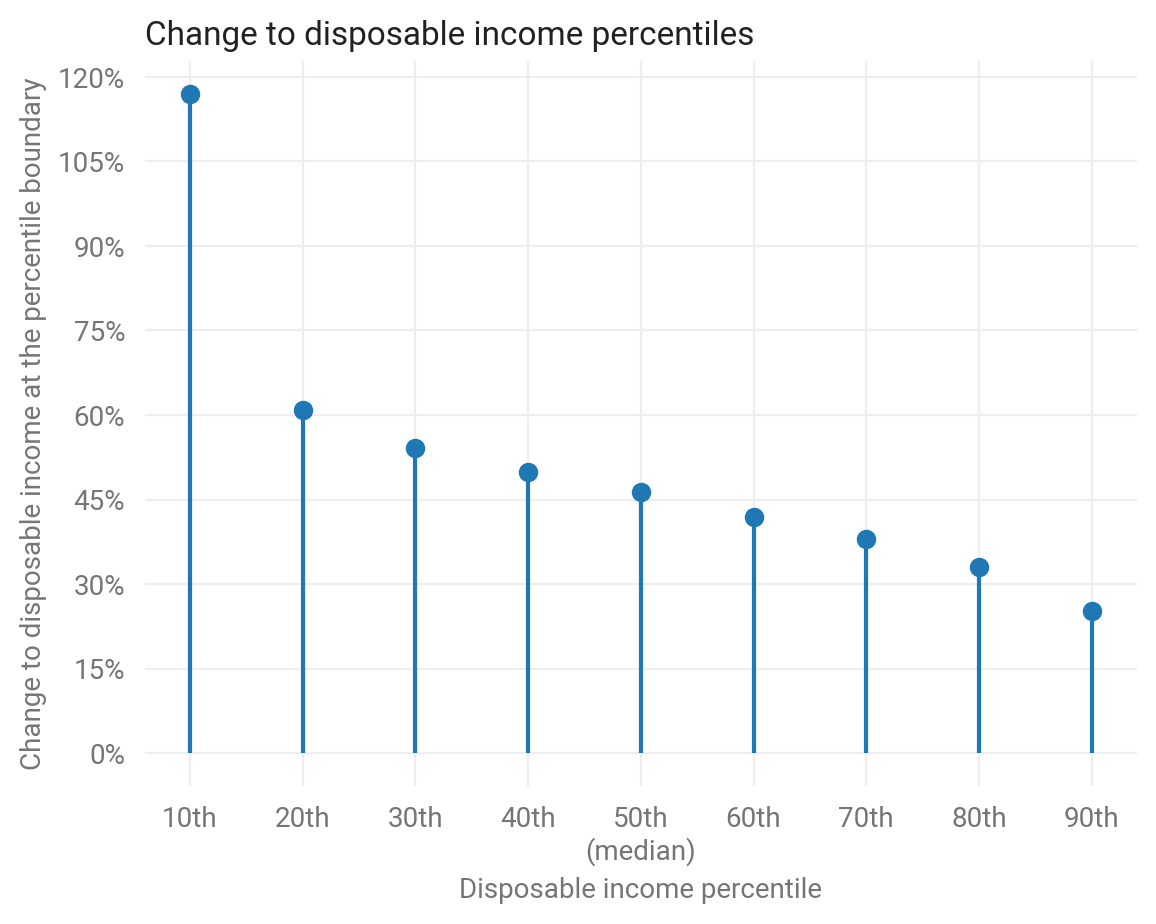 Change to disposable income percentiles
Change to disposable income at the percentile boundary
120%
105%
90%
75%
60%
45%
30%
15%
0%
10th 20th 30th 40th 50th 60th 70th 80th 90th
(median)
Disposable income percentile